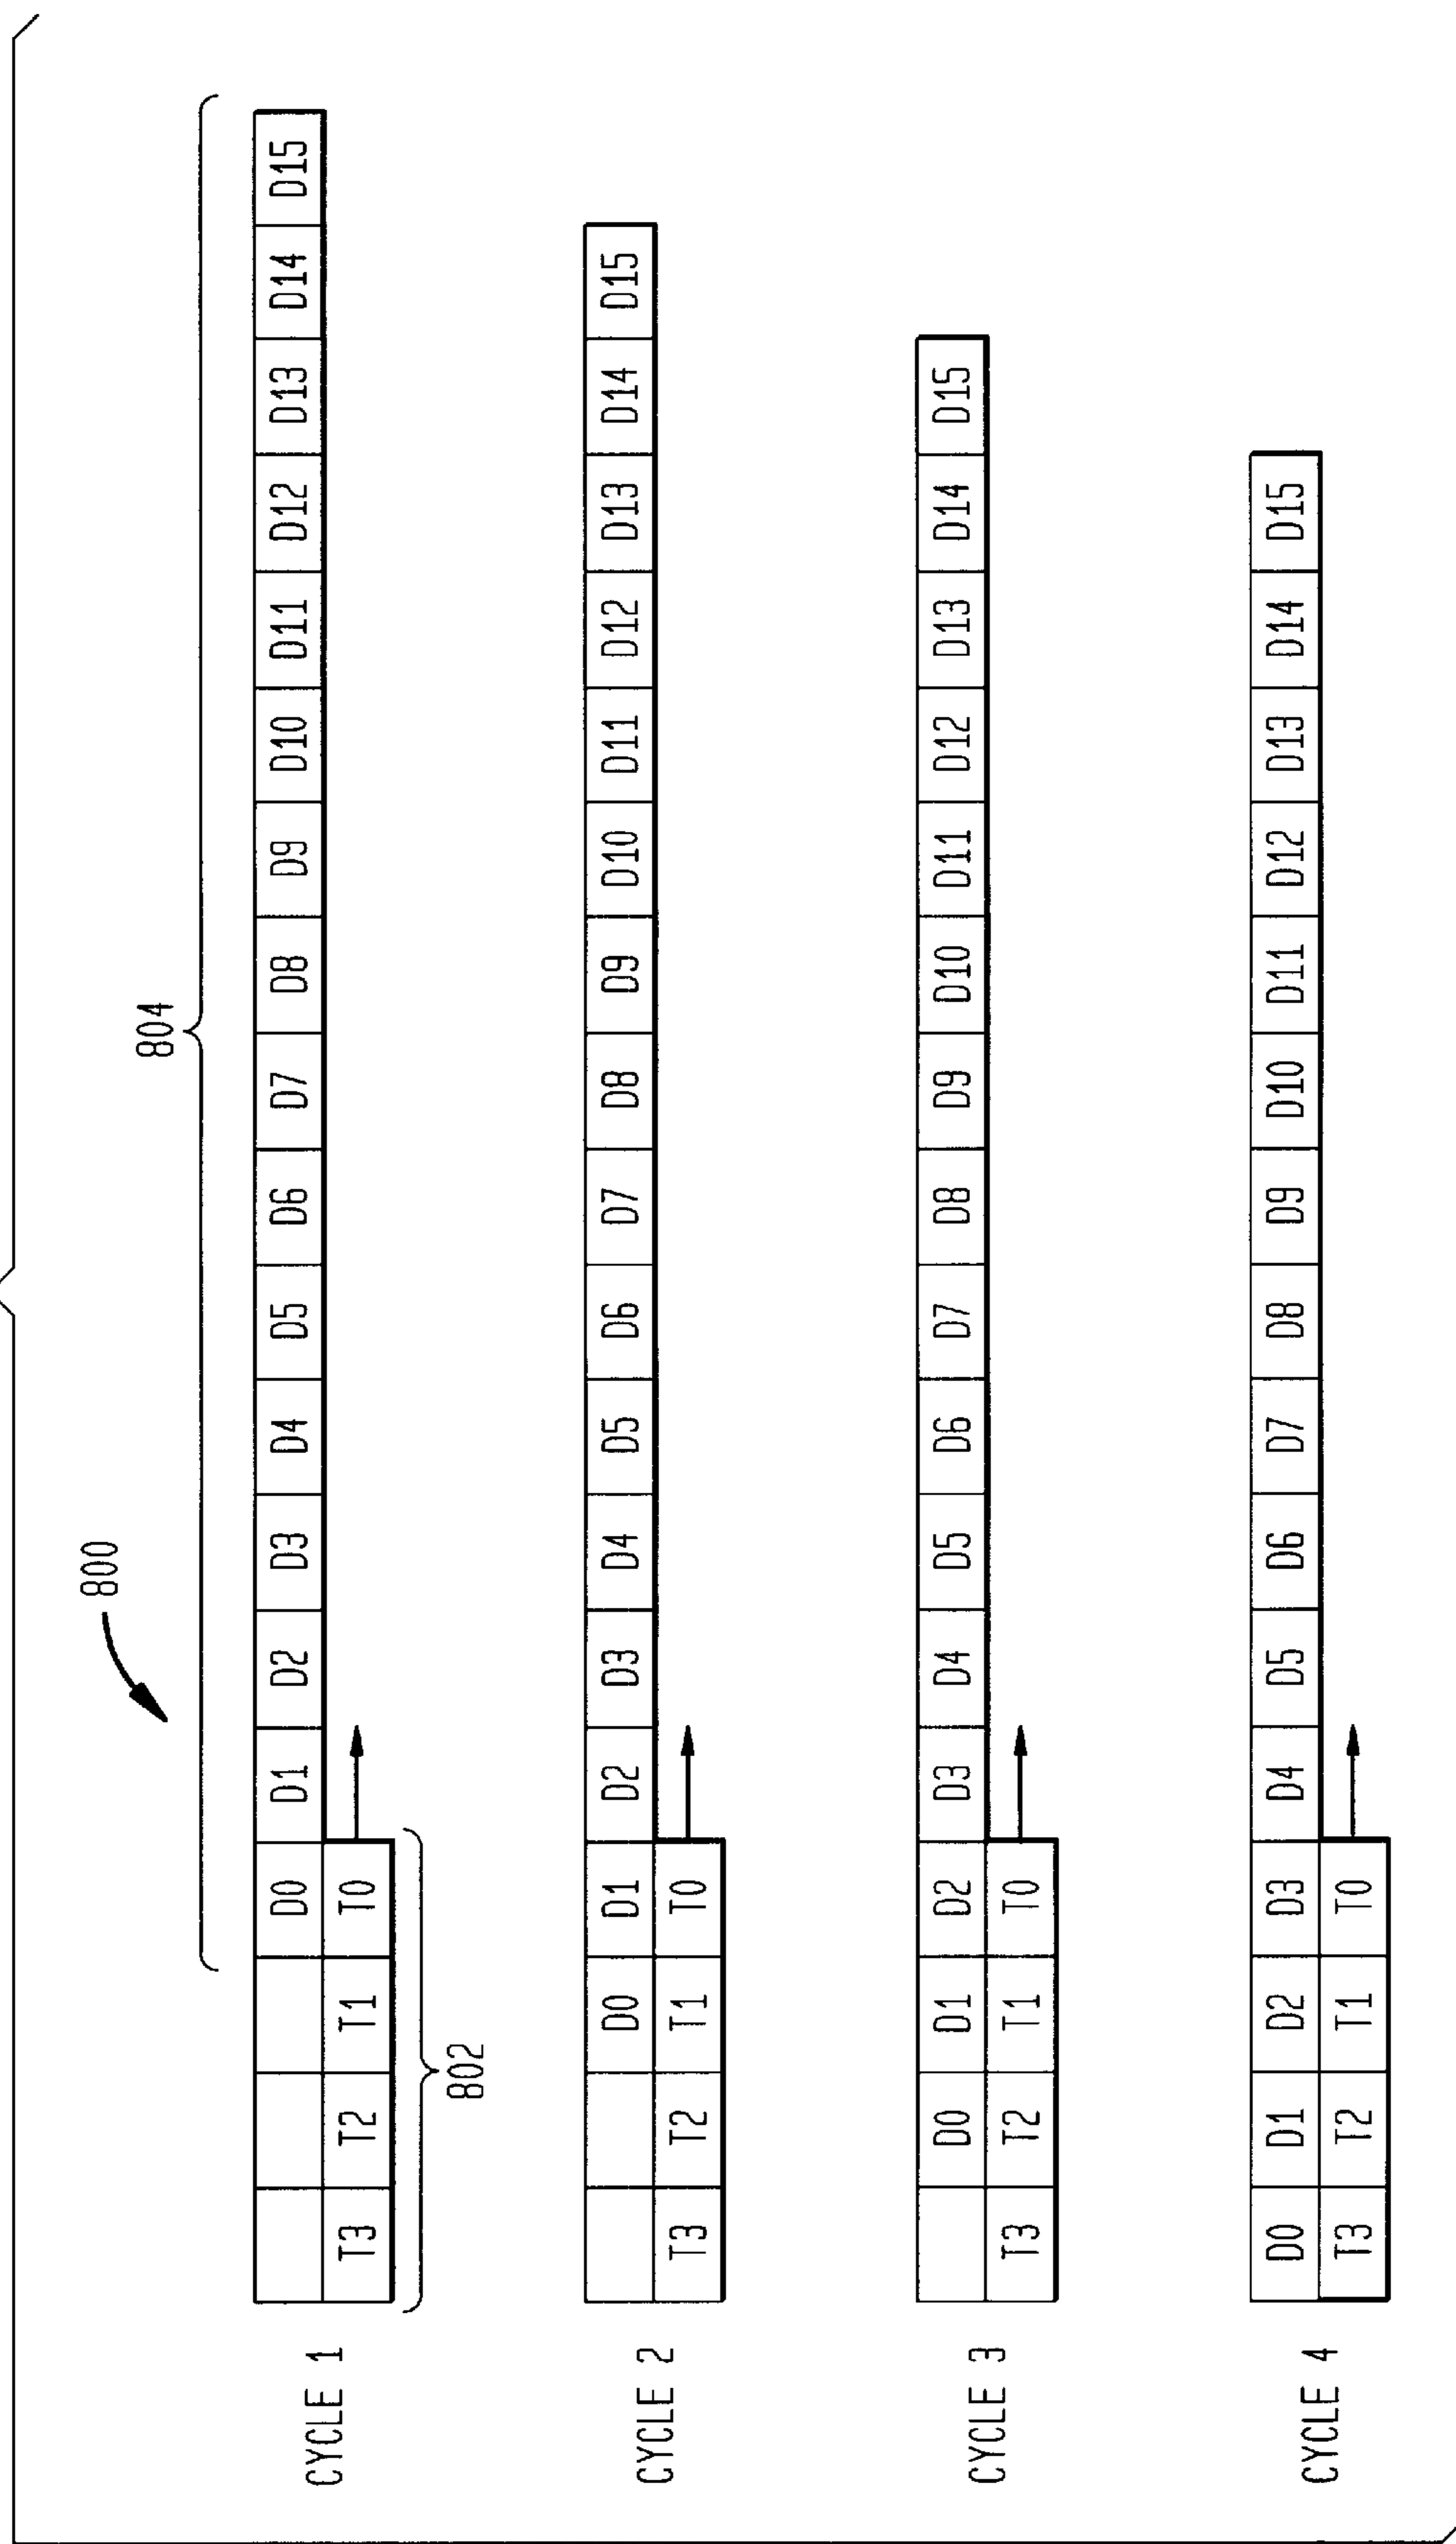 800
804
D0 D1 D2 D3 D4 D5 D6 D7 D8 D9 D10 D11 D12 D13 D14 D15
CYCLE 1
T3 T2 T1 T0
802
D0 D1 D2 D3 D4 D5 D6 D7 D8 D9 D10 D11 D12 D13 D14 D15
CYCLE 2
T3 T2 T1 T0
D0 D1 D2 D3 D4 D5 D6 D7 D8 D9 D10 D11 D12 D13 D14 D15
CYCLE 3
T3 T2 T1 T0
D0 D1 D2 D3 D4 D5 D6 D7 D8 D9 D10 D11 D12 D13 D14 D15
CYCLE 4
T3 T2 T1 T0